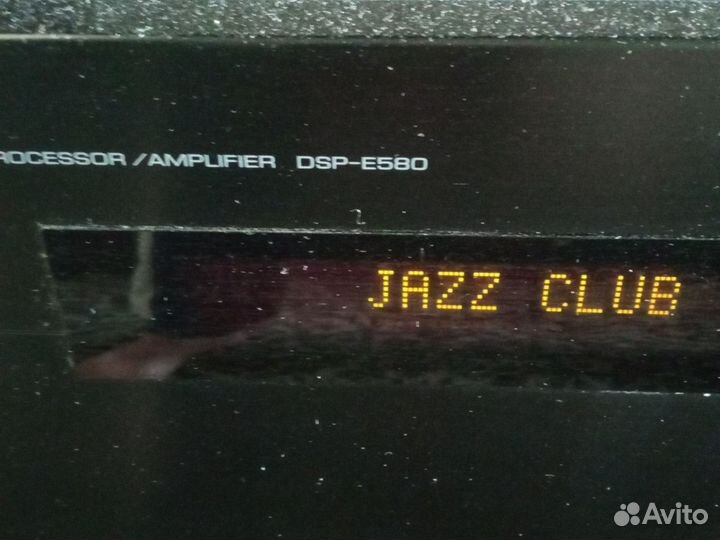 ROCESSOR / AMPLIFIER DSP-E580
JAZZ CLUB
Avito